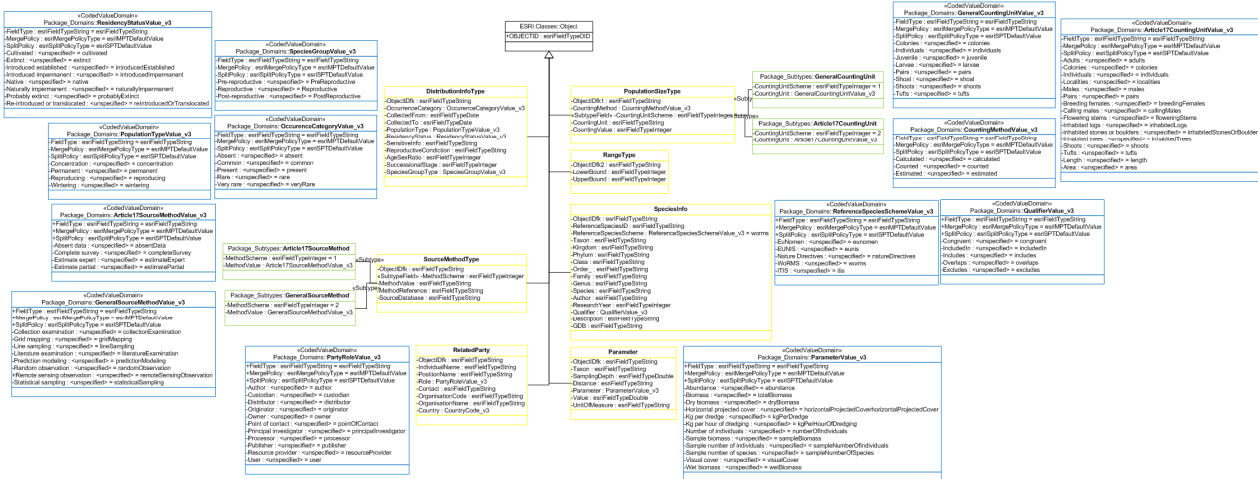 «CodedValueDomain»
Package_Domains::ResidencyStatusValue_v3
+FieldType : esriFieldTypeString = esriFieldTypeString
+MergePolicy : esriMergePolicyType = esriMPTDefaultValue
+SplitPolicy : esriSplitPolicyType = esriSPTDefaultValue
-Cultivated : <unspecified> = cultivated
-Extinct : <unspecified> = extinct
-Introduced established : <unspecified> = introducedEstablished
-Introduced impermanent : <unspecified> = introducedImpermanent
-Native : <unspecified> = native
-Naturally impermanent : <unspecified> = naturallyImpermanent
-Probably extinct : <unspecified> = probablyExtinct
-Re-introduced or translocated : <unspecified> = reIntroducedOrTranslocated
«CodedValueDomain»
Package_Domains::SpeciesGroupValue_v3
+FieldType : esriFieldTypeString = esriFieldTypeString
+MergePolicy : esriMergePolicyType = esriMPTDefaultValue
+SplitPolicy : esriSplitPolicyType = esriSPTDefaultValue
-Pre-reproductive : <unspecified> = PreReproductive
-Reproductive : <unspecified> = Reproductive
-Post-reproductive : <unspecified> = PostReproductive
«CodedValueDomain»
Package_Domains::PopulationTypeValue_v3
+FieldType : esriFieldTypeString = esriFieldTypeString
+MergePolicy : esriMergePolicyType = esriMPTDefaultValue
+SplitPolicy : esriSplitPolicyType = esriSPTDefaultValue
-Concentration : <unspecified> = concentration
-Permanent : <unspecified> = permanent
-Reproducing : <unspecified> = reproducing
-Wintering : <unspecified> = wintering
«CodedValueDomain»
Package_Domains::OccurenceCategoryValue_v3
+FieldType : esriFieldTypeString = esriFieldTypeString
+MergePolicy : esriMergePolicyType = esriMPTDefaultValue
+SplitPolicy : esriSplitPolicyType = esriSPTDefaultValue
-Absent : <unspecified> = absent
-Common : <unspecified> = common
-Present : <unspecified> = present
-Rare : <unspecified> = rare
-Very rare : <unspecified> = veryRare
DistributionInfoType
-ObjectDfk : esriFieldTypeString
-OccurenceCategory : OccurenceCategoryValue_v3
-CollectedFrom : esriFieldTypeDate
-CollectedTo : esriFieldTypeDate
-PopulationType : PopulationTypeValue_v3
-ResidencyStatus : ResidencyStatusValue_v3
-SensitiveInfo : esriFieldTypeString
-ReproductiveCondition : esriFieldTypeString
-AgeSexRatio : esriFieldTypeInteger
-SuccessionalStage : esriFieldTypeInteger
-SpeciesGroupType : SpeciesGroupValue_v3
ESRI Classes::Object
+OBJECTID : esriFieldTypeOID
PopulationSizeType
-ObjectDfk1 : esriFieldTypeString
-CountingMethod : CountingMethodValue_v3
«SubtypeField» -CountingUnitScheme : esriFieldTypeInteger
-CountingUnit : esriFieldTypeString
-CountingValue : esriFieldTypeInteger
«Subtype»
«Subtype»
Package_Subtypes::GeneralCountingUnit
-CountingUnitScheme : esriFieldTypeInteger = 1
-CountingUnit : GeneralCountingUnitValue_v3
Package_Subtypes::Article17CountingUnit
-CountingUnitScheme : esriFieldTypeInteger = 2
-CountingUnit : Article17CountingUnitValue_v3
«CodedValueDomain»
Package_Domains::GeneralCountingUnitValue_v3
+FieldType : esriFieldTypeString = esriFieldTypeString
+MergePolicy : esriMergePolicyType = esriMPTDefaultValue
+SplitPolicy : esriSplitPolicyType = esriSPTDefaultValue
-Colonies : <unspecified> = colonies
-Individuals : <unspecified> = individuals
-Juvenile : <unspecified> = juvenile
-Larvae : <unspecified> = larvae
-Pairs : <unspecified> = pairs
-Shoal : <unspecified> = shoal
-Shoots : <unspecified> = shoots
-Tufts : <unspecified> = tufts
«CodedValueDomain»
Package_Domains::CountingMethodValue_v3
+FieldType : esriFieldTypeString = esriFieldTypeString
+MergePolicy : esriMergePolicyType = esriMPTDefaultValue
+SplitPolicy : esriSplitPolicyType = esriSPTDefaultValue
-Calculated : <unspecified> = calculated
-Counted : <unspecified> = counted
-Estimated : <unspecified> = estimated
«CodedValueDomain»
Package_Domains::Article17CountingUnitValue_v3
+FieldType : esriFieldTypeString = esriFieldTypeString
+MergePolicy : esriMergePolicyType = esriMPTDefaultValue
+SplitPolicy : esriSplitPolicyType = esriSPTDefaultValue
-Adults : <unspecified> = adults
-Colonies : <unspecified> = colonies
-Individuals : <unspecified> = individuals
-Localities : <unspecified> = localities
-Males : <unspecified> = males
-Pairs : <unspecified> = pairs
-Breeding females : <unspecified> = breedingFemales
-Calling males : <unspecified> = callingMales
-Flowering stems : <unspecified> = floweringStems
-Inhabited logs : <unspecified> = inhabitedLogs
-Inhabited stones or boulders : <unspecified> = inhabitedStonesOrBoulders
-Inhabited trees : <unspecified> = inhabitedTrees
-Shoots : <unspecified> = shoots
-Tufts : <unspecified> = tufts
-Length : <unspecified> = length
-Area : <unspecified> = area
RangeType
-ObjectDfk2 : esriFieldTypeString
-LowerBound : esriFieldTypeInteger
-UpperBound : esriFieldTypeInteger
«CodedValueDomain»
Package_Domains::Article17SourceMethodValue_v3
+FieldType : esriFieldTypeString = esriFieldTypeString
+MergePolicy : esriMergePolicyType = esriMPTDefaultValue
+SplitPolicy : esriSplitPolicyType = esriSPTDefaultValue
-Absent data : <unspecified> = absentData
-Complete survey : <unspecified> = completeSurvey
-Estimate expert : <unspecified> = estimateExpert
-Estimate partial : <unspecified> = estimatePartial
Package_Subtypes::Article17SourceMethod
-MethodScheme : esriFieldTypeInteger = 1
-MethodValue : Article17SourceMethodValue_v3
Package_Subtypes::GeneralSourceMethod
-MethodScheme : esriFieldTypeInteger = 2
-MethodValue : GeneralSourceMethodValue_v3
«Subtype»
«Subtype»
SourceMethodType
-ObjectDfk : esriFieldTypeString
«SubtypeField» -MethodScheme : esriFieldTypeInteger
-MethodValue : esriFieldTypeString
-MethodReference : esriFieldTypeString
-SourceDatabase : esriFieldTypeString
SpeciesInfo
-ObjectDfk : esriFieldTypeString
-ReferenceSpeciesID : esriFieldTypeString
-ReferenceSpeciesScheme : ReferenceSpeciesSchemeValue_v3 = worms
-Taxon : esriFieldTypeString
-Kingdom : esriFieldTypeString
-Phylum : esriFieldTypeString
-Class : esriFieldTypeString
-Order_ : esriFieldTypeString
-Family : esriFieldTypeString
-Genus : esriFieldTypeString
-Species : esriFieldTypeString
-Author : esriFieldTypeString
-ResearchYear : esriFieldTypeInteger
-Qualifier : QualifierValue_v3
-Description : esriFieldTypeString
-GDB : esriFieldTypeString
«CodedValueDomain»
Package_Domains::ReferenceSpeciesSchemeValue_v3
+FieldType : esriFieldTypeString = esriFieldTypeString
+MergePolicy : esriMergePolicyType = esriMPTDefaultValue
+SplitPolicy : esriSplitPolicyType = esriSPTDefaultValue
-EuNomen : <unspecified> = eunomen
-EUNIS : <unspecified> = eunis
-Nature Directives : <unspecified> = natureDirectives
-WoRMS : <unspecified> = worms
-ITIS : <unspecified> = itis
«CodedValueDomain»
Package_Domains::QualifierValue_v3
+FieldType : esriFieldTypeString = esriFieldTypeString
+MergePolicy : esriMergePolicyType = esriMPTDefaultValue
+SplitPolicy : esriSplitPolicyType = esriSPTDefaultValue
-Congruent : <unspecified> = congruent
-IncludedIn : <unspecified> = includedIn
-Includes : <unspecified> = includes
-Overlaps : <unspecified> = overlaps
-Excludes : <unspecified> = excludes
«CodedValueDomain»
Package_Domains::GeneralSourceMethodValue_v3
+FieldType : esriFieldTypeString = esriFieldTypeString
+MergePolicy : esriMergePolicyType = esriMPTDefaultValue
+SplitPolicy : esriSplitPolicyType = esriSPTDefaultValue
-Collection examination : <unspecified> = collectionExamination
-Grid mapping : <unspecified> = gridMapping
-Line sampling : <unspecified> = lineSampling
-Literature examination : <unspecified> = literatureExamination
-Prediction modeling : <unspecified> = predictionModeling
-Random observation : <unspecified> = randomObservation
+Remote sensing observation : <unspecified> = remoteSensingObservation
-Statistical sampling : <unspecified> = statisticalSampling
«CodedValueDomain»
Package_Domains::PartyRoleValue_v3
+FieldType : esriFieldTypeString = esriFieldTypeString
+MergePolicy : esriMergePolicyType = esriMPTDefaultValue
+SplitPolicy : esriSplitPolicyType = esriSPTDefaultValue
-Author : <unspecified> = author
-Custodian : <unspecified> = custodian
-Distributor : <unspecified> = distributor
-Originator : <unspecified> = originator
-Owner : <unspecified> = owner
-Point of contact : <unspecified> = pointOfContact
-Principal investigator : <unspecified> = principalInvestigator
-Processor : <unspecified> = processor
-Publisher : <unspecified> = publisher
-Resource provider : <unspecified> = resourceProvider
-User : <unspecified> = user
RelatedParty
-ObjectIDfk : esriFieldTypeString
-IndividualName : esriFieldTypeString
-PositionName : esriFieldTypeString
-Role : PartyRoleValue_v3
-Contact : esriFieldTypeString
-OrganisationCode : esriFieldTypeString
-OrganisationName : esriFieldTypeString
-Country : CountryCode_v3
Parameter
-ObjectIDfk : esriFieldTypeString
-Taxon : esriFieldTypeString
-SamplingDepth : esriFieldTypeDouble
-Distance : esriFieldTypeString
-Parameter : ParameterValue_v3
-Value : esriFieldTypeDouble
-UnitOfMeasure : esriFieldTypeString
«CodedValueDomain»
Package_Domains::ParameterValue_v3
+FieldType : esriFieldTypeString = esriFieldTypeString
+MergePolicy : esriMergePolicyType = esriMPTDefaultValue
+SplitPolicy : esriSplitPolicyType = esriSPTDefaultValue
-Abundance : <unspecified> = abundance
-Biomass : <unspecified> = totalBiomass
-Dry biomass : <unspecified> = dryBiomass
-Horizontal projected cover : <unspecified> = horizontalProjectedCoverhorizontalProjectedCover
-Kg per dredge : <unspecified> = kgPerDredge
-Kg per hour of dredging : <unspecified> = kgPerHourOfDredging
-Number of individuals : <unspecified> = numberOfIndividuals
-Sample biomass : <unspecified> = sampleBiomass
-Sample number of individuals : <unspecified> = sampleNumberOfIndividuals
-Sample number of species : <unspecified> = sampleNumberOfSpecies
-Visual cover : <unspecified> = visualCover
-Wet biomass : <unspecified> = wetBiomass